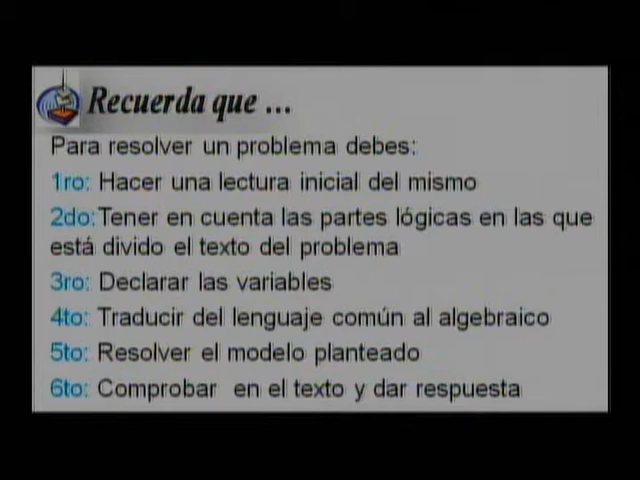 Recuerda que ...
Para resolver un problema debes:
1ro: Hacer una lectura inicial del mismo
2do:Tener en cuenta las partes lógicas en las que
está divido el texto del problema
3ro: Declarar las variables
4to: Traducir del lenguaje común al algebraico
5to: Resolver el modelo planteado
6to: Comprobar en el texto y dar respuesta